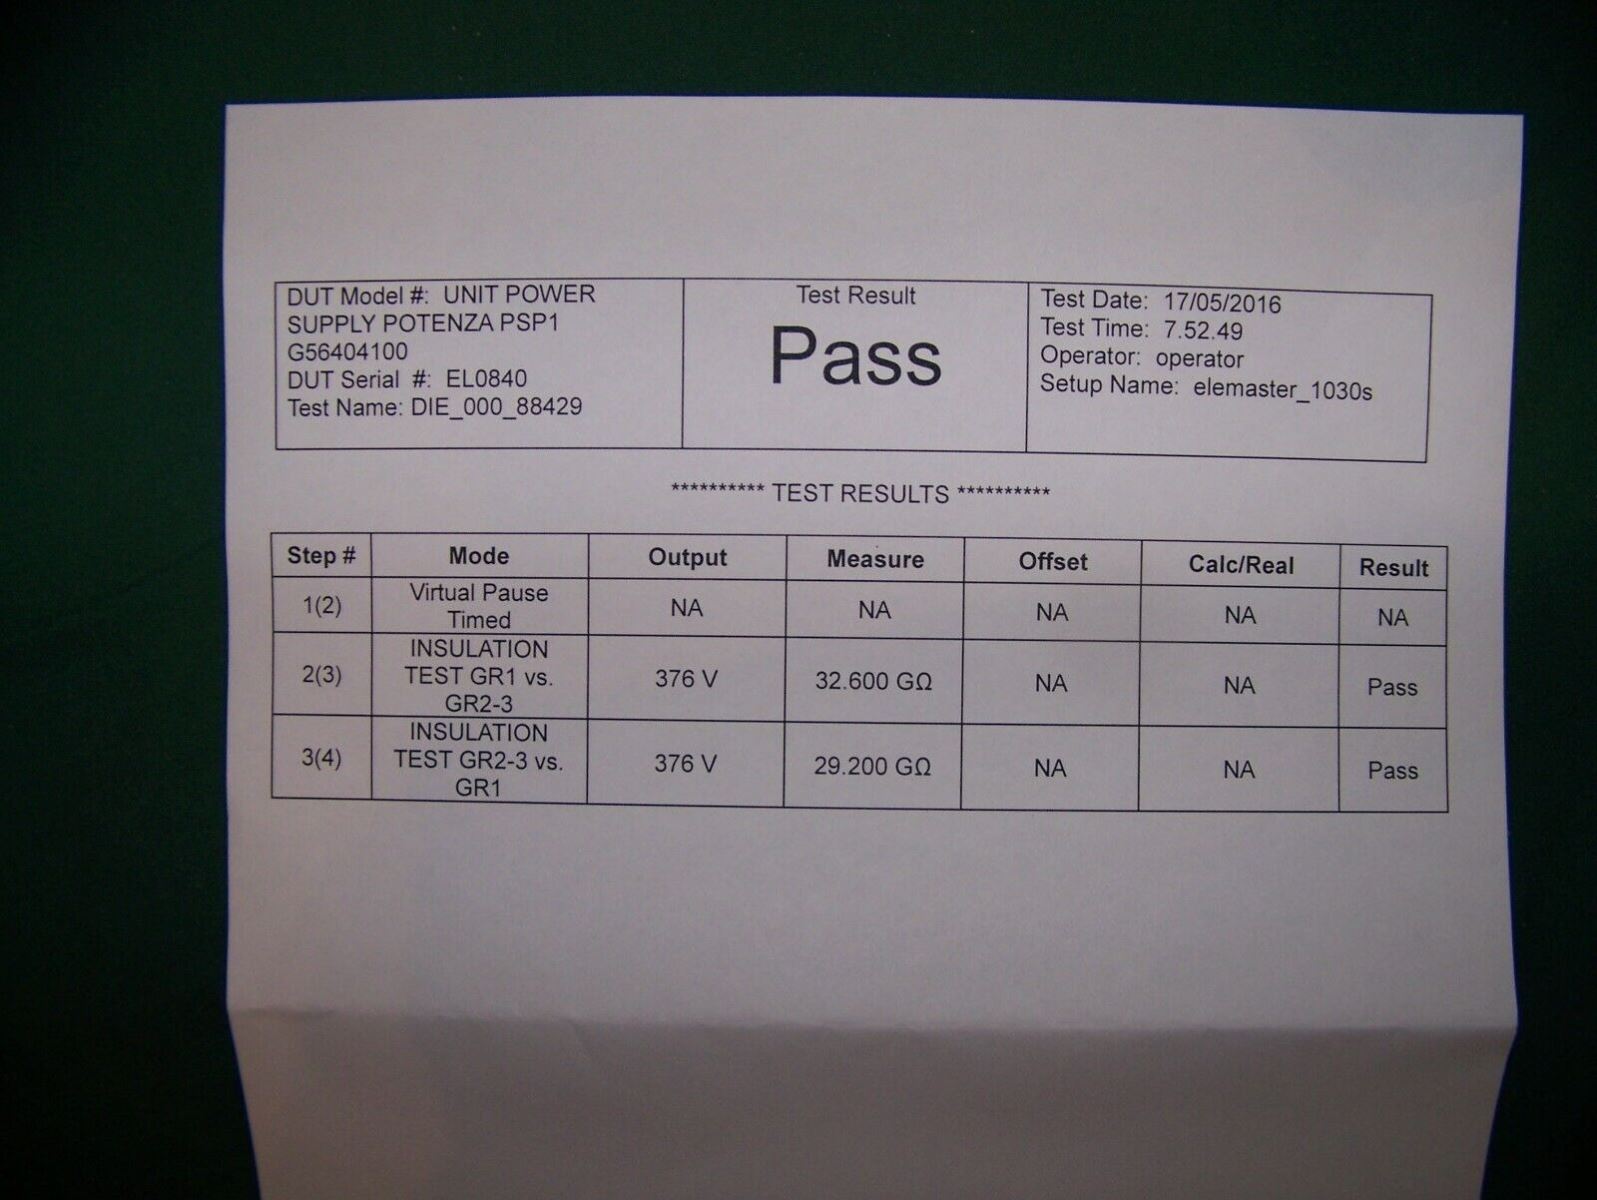 DUT Model #: UNIT POWER
SUPPLY POTENZA PSP1
G56404100
DUT Serial #: EL0840
Test Name: DIE_000_88429
Test Result
Pass
Test Date: 17/05/2016
Test Time: 7.52.49
Operator: operator
Setup Name: elemaster_1030s
********** TEST RESULTS **********
Step # Mode Output Measure Offset Calc/Real Result
1(2) Virtual Pause
Timed NA NA NA NA NA
2(3) INSULATION
TEST GR1 vs.
GR2-3 376 V 32.600 GΩ NA NA Pass
3(4) INSULATION
TEST GR2-3 vs.
GR1 376 V 29.200 GΩ NA NA Pass